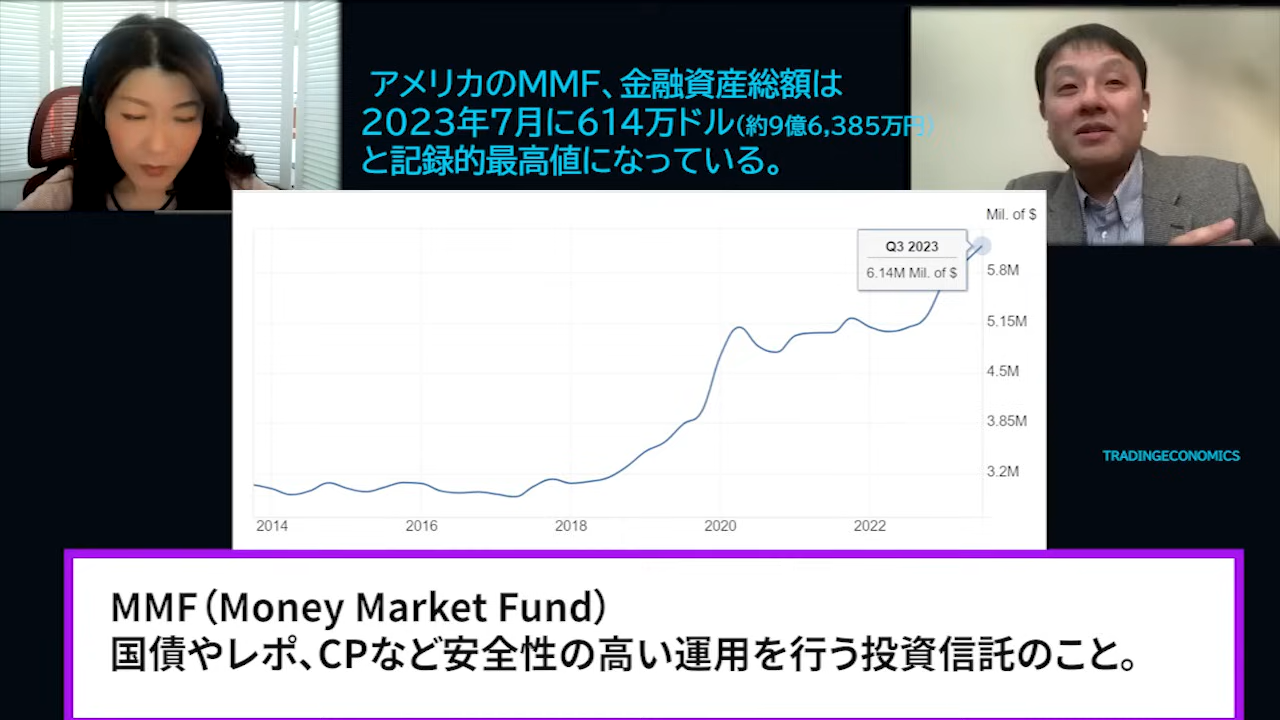 アメリカのMMF、金融資産総額は
2023年7月に614万ドル(約9億6,385万円)
と記録的最高値になっている。
Mil. of $
Q3 2023
6.14M Mil. of $
5.8M
5.15M
4.5M
3.85M
3.2M
2014 2016 2018 2020 2022
TRADINGECONOMICS
MMF(Money Market Fund)
国債やレポ、CPなど安全性の高い運用を行う投資信託のこと。